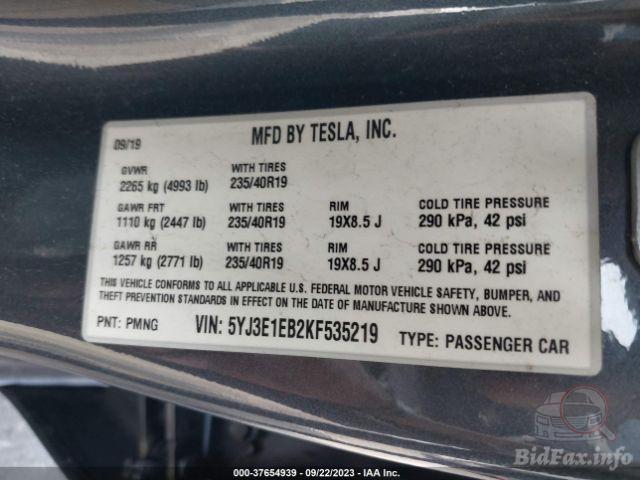 09/19
MFD BY TESLA, INC.
GVWR WITH TIRES
2265 kg (4993 lb) 235/40R19
GAWR FRT WITH TIRES RIM COLD TIRE PRESSURE
1110 kg (2447 lb) 235/40R19 19X8.5 J 290 kPa, 42 psi
GAWR RR WITH TIRES RIM COLD TIRE PRESSURE
1257 kg (2771 lb) 235/40R19 19X8.5 J 290 kPa, 42 psi
THIS VEHICLE CONFORMS TO ALL APPLICABLE U.S. FEDERAL MOTOR VEHICLE SAFETY, BUMPER, AND
THEFT PREVENTION STANDARDS IN EFFECT ON THE DATE OF MANUFACTURE SHOWN ABOVE.
PNT: PMNG VIN: 5YJ3E1EB2KF535219 TYPE: PASSENGER CAR
000-37654939 - 09/22/2023 - IAA Inc.
BidFax.info